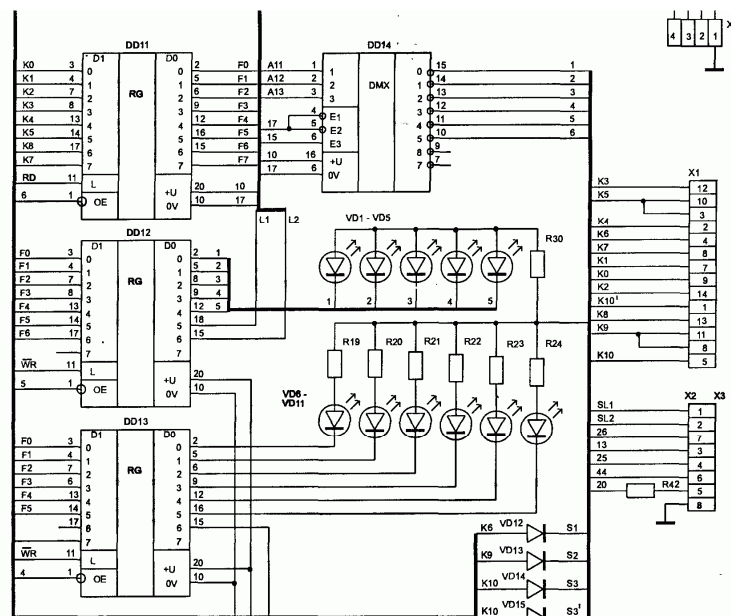 DD11
D1 D0
RG
K0 3 0 0 2 F0
K1 4 1 1 5 F1
K2 7 2 2 6 F2
K3 8 3 3 9 F3
K4 13 4 4 12 F4
K5 14 5 5 16 F5
K8 17 6 6 15 F6
K7 7 7 F7
RD 11 L +U 20 10
6 1 OE 0V 10 17
DD14
DMX
A11 1 1 0 15 1
A12 2 2 1 14 2
A13 3 3 2 13 3
3 12 4
4 E1 4 11 5
17 5 E2 5 10 6
15 6 E3 8 9
10 16 +U 7 7
17 6 0V
4 3 2 1
X
DD12
D1 D0
RG
F0 3 0 0 2 1
F1 4 1 1 5 2
F2 7 2 2 8 3
F3 8 3 3 9 4
F4 13 4 4 12 5
F5 14 5 5 18
F6 17 6 6 15
7 7
WR 11 L +U 20
5 1 OE 0V 10
L1 L2
VD1 - VD5
R30
1 2 3 4 5
R19 R20 R21 R22 R23 R24
VD6 -
VD11
DD13
D1 D0
RG
F0 3 0 0 2
F1 4 1 1 5
F2 7 2 2 6
F3 6 3 3 9
F4 13 4 4 12
F5 14 5 5 16
17 6 6 15
7 7
WR 11 L +U 20
4 1 OE 0V 10
X1
K3 12
K5 10
3
K4 2
K6 4
K7 8
K1 7
K0 9
K2 14
K10' 1
K8 13
K9 11
8
K10 5
X2 X3
SL1 1
SL2 2
26 7
13 3
25 4
44 6
20 R42 5
8
K6 VD12 S1
K9 VD13 S2
K10 VD14 S3
K10 VD15 S3'